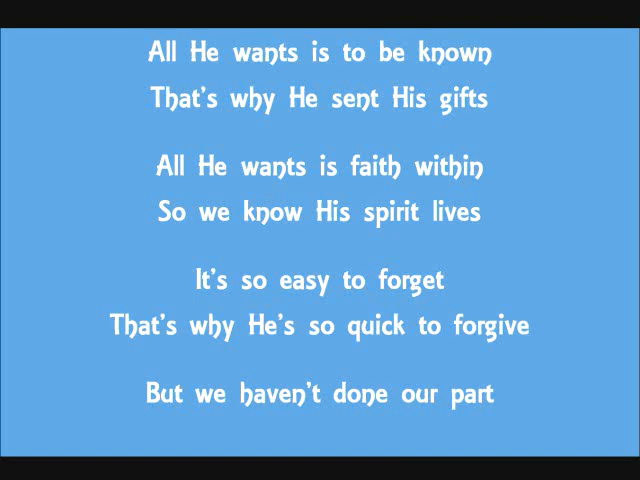 All He wants is to be known
That's why He sent His gifts
All He wants is faith within
So we know His spirit lives
It's so easy to forget
That's why He's so quick to forgive
But we haven't done our part